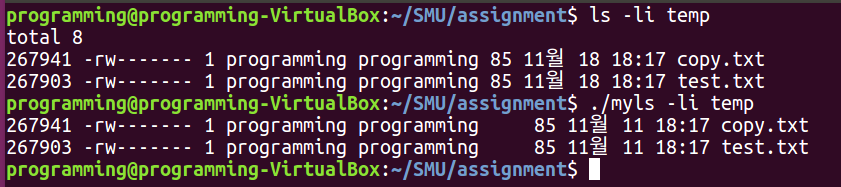 programming@programming-VirtualBox:~/SMU/assignment$ ls -li temp
total 8
267941 -rw------- 1 programming programming 85 11월 18 18:17 copy.txt
267903 -rw------- 1 programming programming 85 11월 18 18:17 test.txt
programming@programming-VirtualBox:~/SMU/assignment$ ./myls -li temp
267941 -rw------- 1 programming programming     85 11월 11 18:17 copy.txt
267903 -rw------- 1 programming programming     85 11월 11 18:17 test.txt
programming@programming-VirtualBox:~/SMU/assignment$